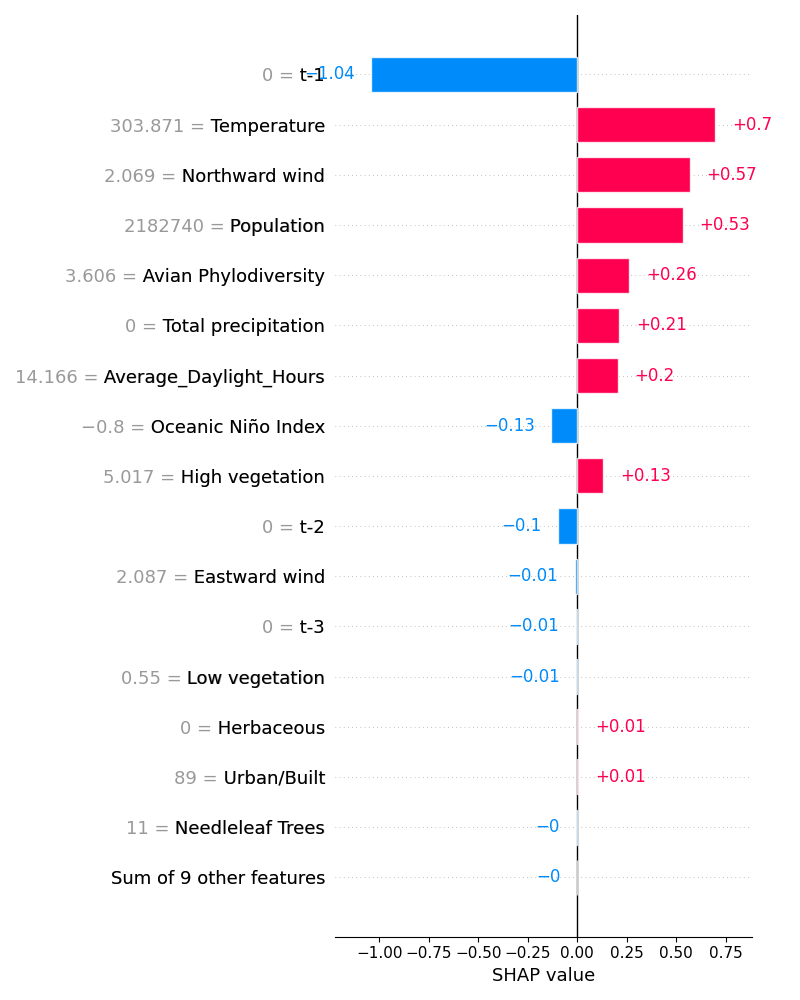 0 = t-1 −1.04
303.871 = Temperature +0.7
2.069 = Northward wind +0.57
2182740 = Population +0.53
3.606 = Avian Phylodiversity +0.26
0 = Total precipitation +0.21
14.166 = Average_Daylight_Hours +0.2
−0.8 = Oceanic Niño Index −0.13
5.017 = High vegetation +0.13
0 = t-2 −0.1
2.087 = Eastward wind −0.01
0 = t-3 −0.01
0.55 = Low vegetation −0.01
0 = Herbaceous +0.01
89 = Urban/Built +0.01
11 = Needleleaf Trees −0
Sum of 9 other features −0
−1.00 −0.75 −0.50 −0.25 0.00 0.25 0.50 0.75
SHAP value